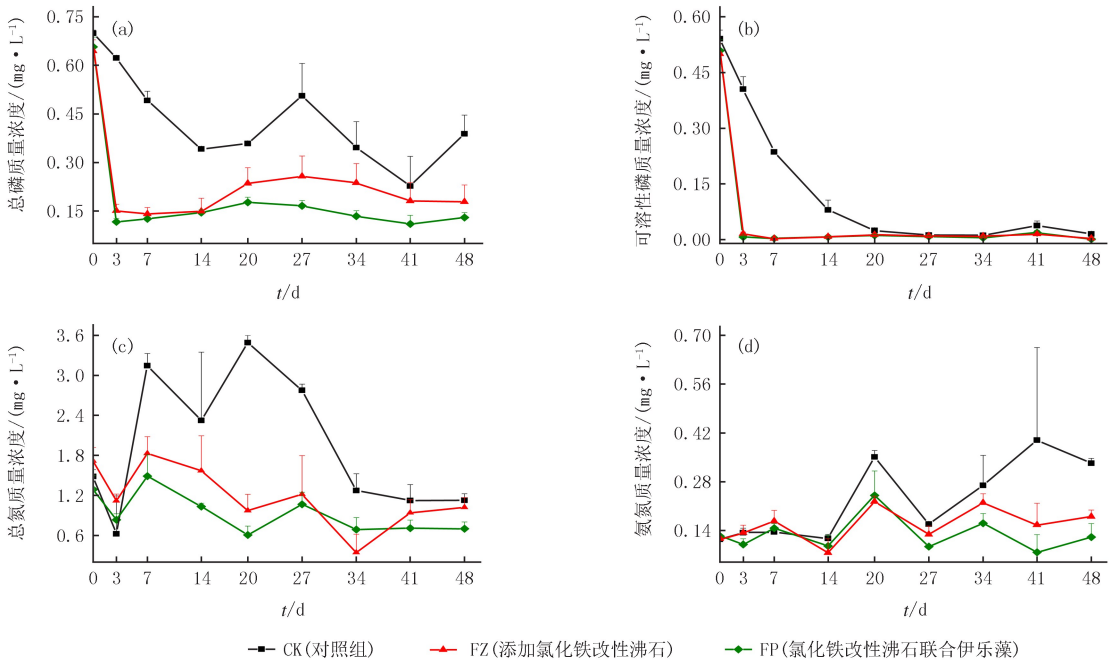 (a)
总磷质量浓度/(mg·L⁻¹)
0.75
0.60
0.45
0.30
0.15
0 3 7 14 20 27 34 41 48
t/d
(b)
可溶性磷质量浓度/(mg·L⁻¹)
0.60
0.45
0.30
0.15
0.00
0 3 7 14 20 27 34 41 48
t/d
(c)
总氮质量浓度/(mg·L⁻¹)
3.6
3.0
2.4
1.8
1.2
0.6
0 3 7 14 20 27 34 41 48
t/d
(d)
氨氮质量浓度/(mg·L⁻¹)
0.70
0.56
0.42
0.28
0.14
0 3 7 14 20 27 34 41 48
t/d
CK(对照组) FZ(添加氯化铁改性沸石) FP(氯化铁改性沸石联合伊乐藻)